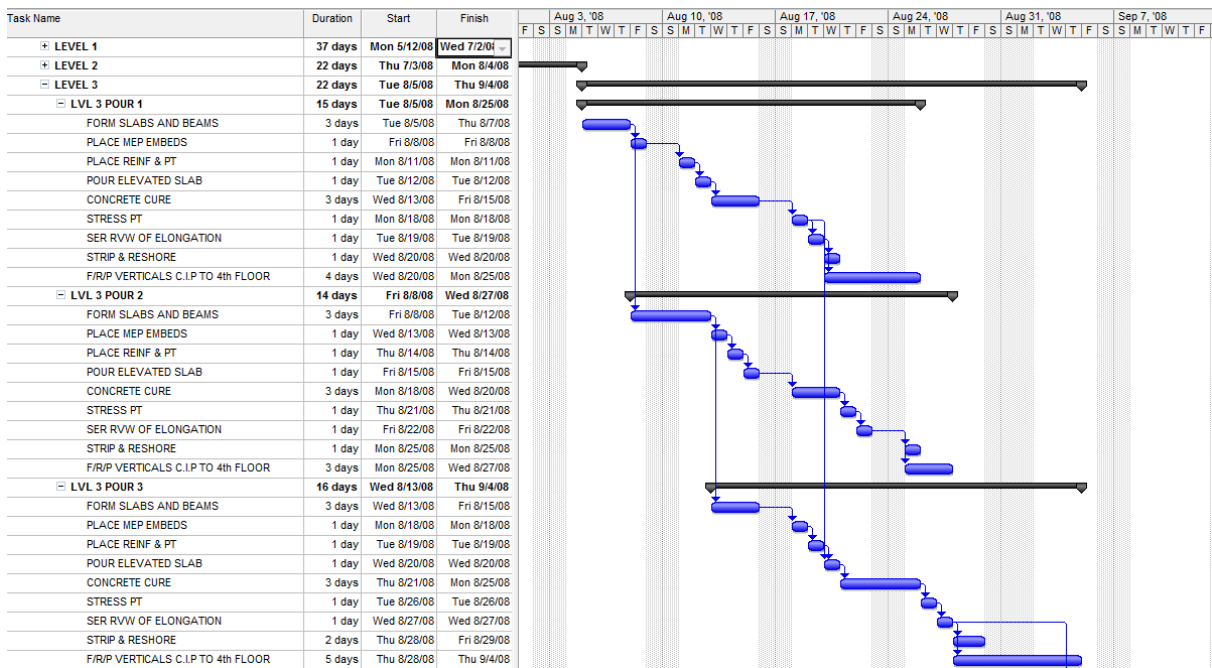 Task Name Duration Start Finish Aug 3, '08 Aug 10, '08 Aug 17, '08 Aug 24, '08 Aug 31, '08 Sep 7, '08
F S S M T W T F S S M T W T F S S M T W T F S S M T W T F S S M T W T F S S M T W T F
LEVEL 1 37 days Mon 5/12/08 Wed 7/2/08
LEVEL 2 22 days Thu 7/3/08 Mon 8/4/08
LEVEL 3 22 days Tue 8/5/08 Thu 9/4/08
LVL 3 POUR 1 15 days Tue 8/5/08 Mon 8/25/08
FORM SLABS AND BEAMS 3 days Tue 8/5/08 Thu 8/7/08
PLACE MEP EMBEDS 1 day Fri 8/8/08 Fri 8/8/08
PLACE REINF & PT 1 day Mon 8/11/08 Mon 8/11/08
POUR ELEVATED SLAB 1 day Tue 8/12/08 Tue 8/12/08
CONCRETE CURE 3 days Wed 8/13/08 Fri 8/15/08
STRESS PT 1 day Mon 8/18/08 Mon 8/18/08
SER RVW OF ELONGATION 1 day Tue 8/19/08 Tue 8/19/08
STRIP & RESHORE 1 day Wed 8/20/08 Wed 8/20/08
F/R/P VERTICALS C.I.P TO 4th FLOOR 4 days Wed 8/20/08 Mon 8/25/08
LVL 3 POUR 2 14 days Fri 8/8/08 Wed 8/27/08
FORM SLABS AND BEAMS 3 days Fri 8/8/08 Tue 8/12/08
PLACE MEP EMBEDS 1 day Wed 8/13/08 Wed 8/13/08
PLACE REINF & PT 1 day Thu 8/14/08 Thu 8/14/08
POUR ELEVATED SLAB 1 day Fri 8/15/08 Fri 8/15/08
CONCRETE CURE 3 days Mon 8/18/08 Wed 8/20/08
STRESS PT 1 day Thu 8/21/08 Thu 8/21/08
SER RVW OF ELONGATION 1 day Fri 8/22/08 Fri 8/22/08
STRIP & RESHORE 1 day Mon 8/25/08 Mon 8/25/08
F/R/P VERTICALS C.I.P TO 4th FLOOR 3 days Mon 8/25/08 Wed 8/27/08
LVL 3 POUR 3 16 days Wed 8/13/08 Thu 9/4/08
FORM SLABS AND BEAMS 3 days Wed 8/13/08 Fri 8/15/08
PLACE MEP EMBEDS 1 day Mon 8/18/08 Mon 8/18/08
PLACE REINF & PT 1 day Tue 8/19/08 Tue 8/19/08
POUR ELEVATED SLAB 1 day Wed 8/20/08 Wed 8/20/08
CONCRETE CURE 3 days Thu 8/21/08 Mon 8/25/08
STRESS PT 1 day Tue 8/26/08 Tue 8/26/08
SER RVW OF ELONGATION 1 day Wed 8/27/08 Wed 8/27/08
STRIP & RESHORE 2 days Thu 8/28/08 Fri 8/29/08
F/R/P VERTICALS C.I.P TO 4th FLOOR 5 days Thu 8/28/08 Thu 9/4/08